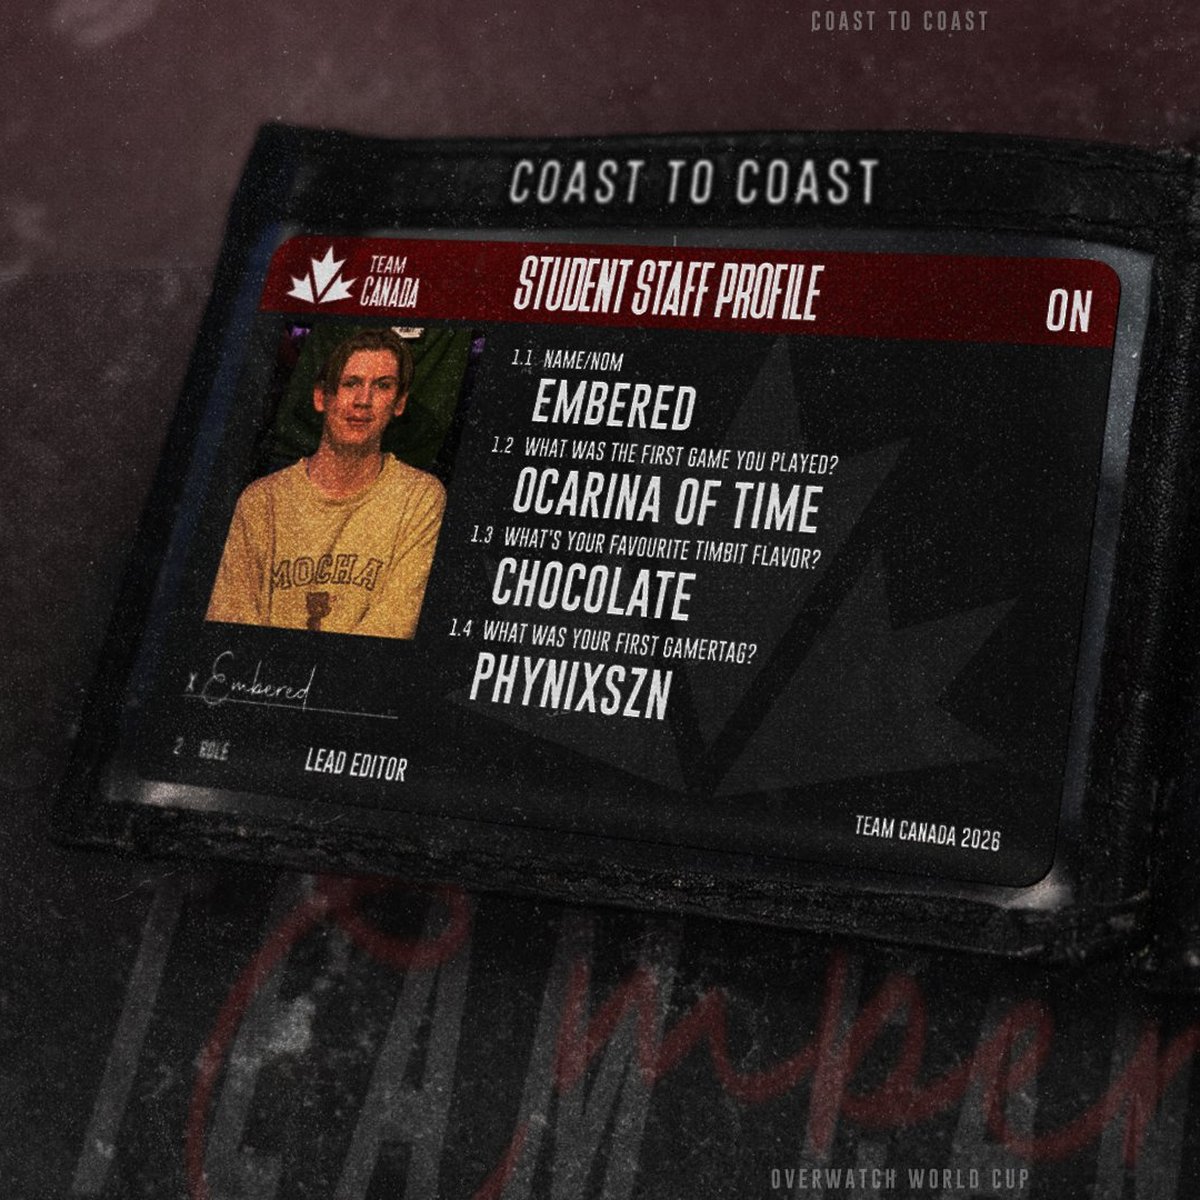 COAST TO COAST
COAST TO COAST
TEAM
CANADA
STUDENT STAFF PROFILE
ON
1.1 NAME/NOM
EMBERED
1.2 WHAT WAS THE FIRST GAME YOU PLAYED?
OCARINA OF TIME
1.3 WHAT'S YOUR FAVOURITE TIMBIT FLAVOR?
CHOCOLATE
1.4 WHAT WAS YOUR FIRST GAMERTAG?
PHYNIXSZN
MOCHA
x Embered
2 ROLE LEAD EDITOR
TEAM CANADA 2026
OVERWATCH WORLD CUP